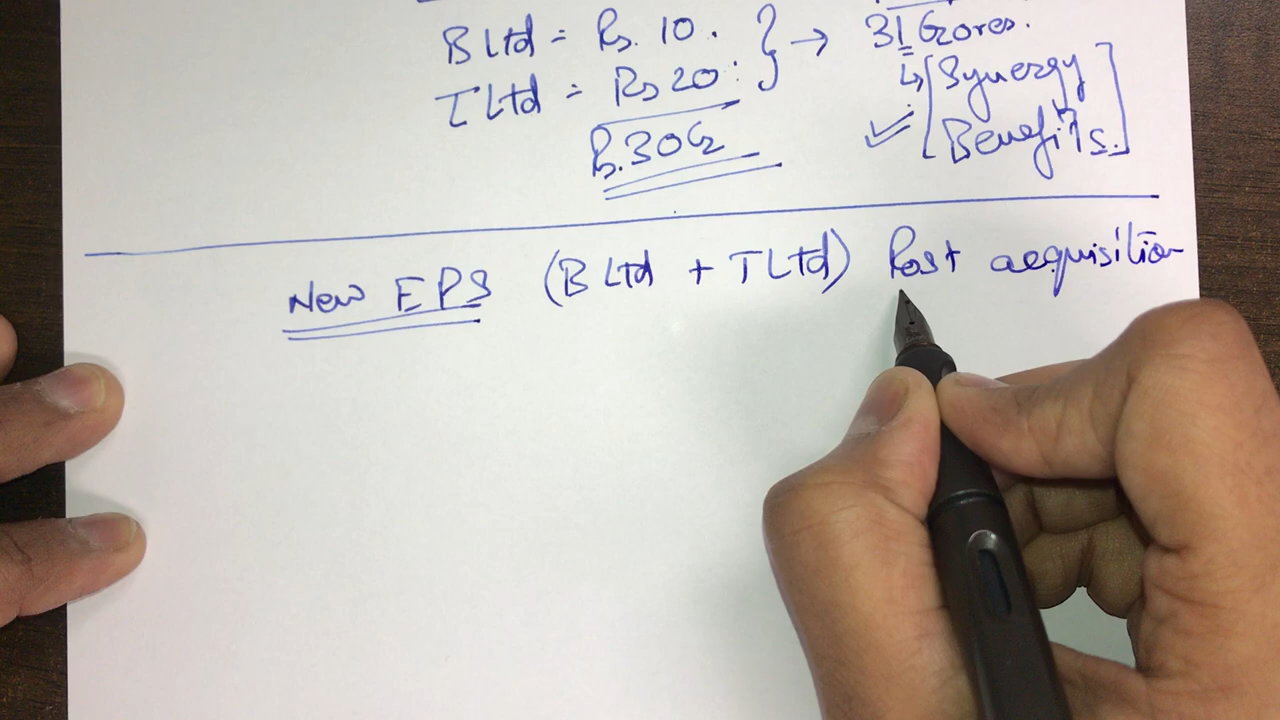 B Ltd = Rs. 10. } → 31 Crores.
T Ltd = Rs 20. ↳ [Synergy
Rs. 30 Cr ✓ Benefits.]
New EPS (B Ltd + T Ltd) Post acquisition